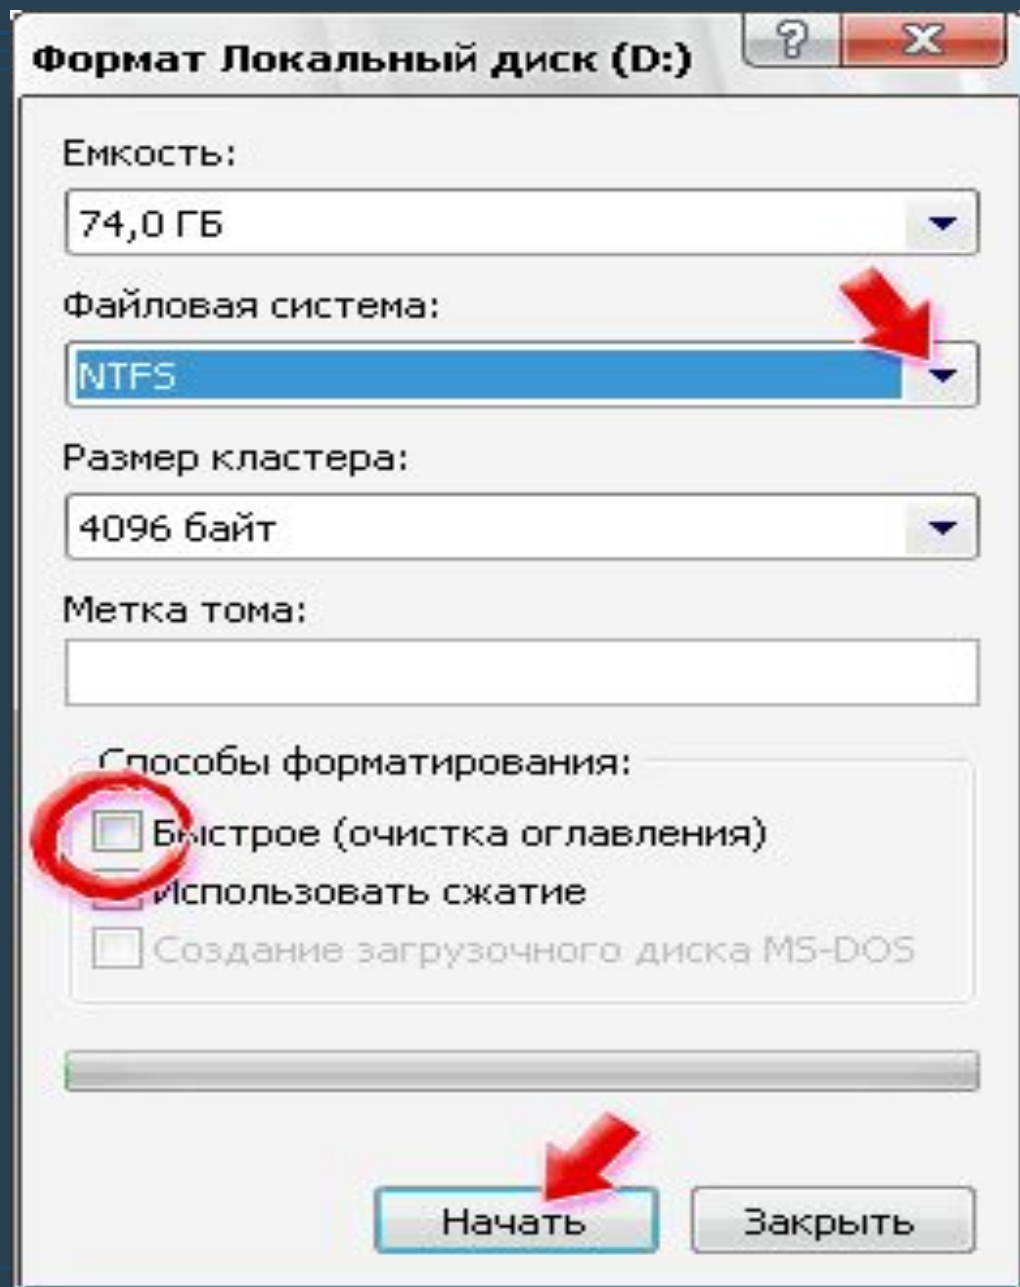 Формат Локальный диск (D:)
?
Емкость:
74,0 ГБ
Файловая система:
NTFS
Размер кластера:
4096 байт
Метка тома:
Способы форматирования:
Быстрое (очистка оглавления)
Использовать сжатие
Создание загрузочного диска MS-DOS
Начать
Закрыть